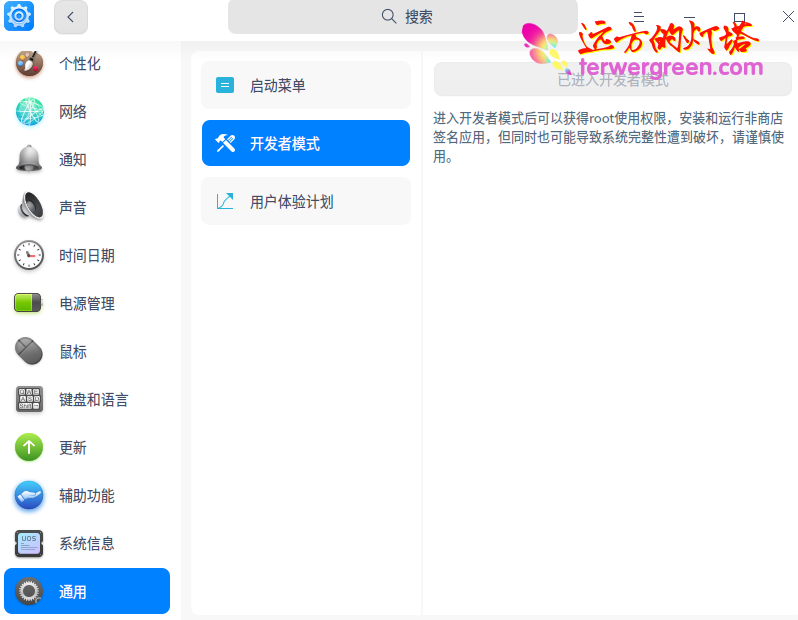 搜索
远方的灯塔
terwergreen.com
个性化
网络
通知
声音
时间日期
电源管理
鼠标
键盘和语言
更新
辅助功能
UOS
系统信息
通用
启动菜单
开发者模式
用户体验计划
已进入开发者模式
进入开发者模式后可以获得root使用权限，安装和运行非商店
签名应用，但同时也可能导致系统完整性遭到破坏，请谨慎使
用。